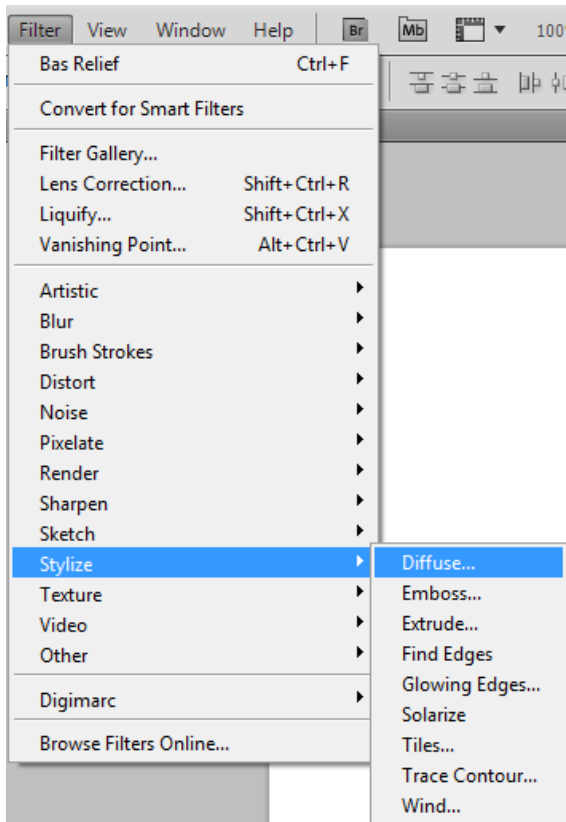 Filter View Window Help Br Mb 100
Bas Relief Ctrl+F
Convert for Smart Filters
Filter Gallery...
Lens Correction... Shift+Ctrl+R
Liquify... Shift+Ctrl+X
Vanishing Point... Alt+Ctrl+V
Artistic
Blur
Brush Strokes
Distort
Noise
Pixelate
Render
Sharpen
Sketch
Stylize
Texture
Video
Other
Digimarc
Browse Filters Online...
Diffuse...
Emboss...
Extrude...
Find Edges
Glowing Edges...
Solarize
Tiles...
Trace Contour...
Wind...